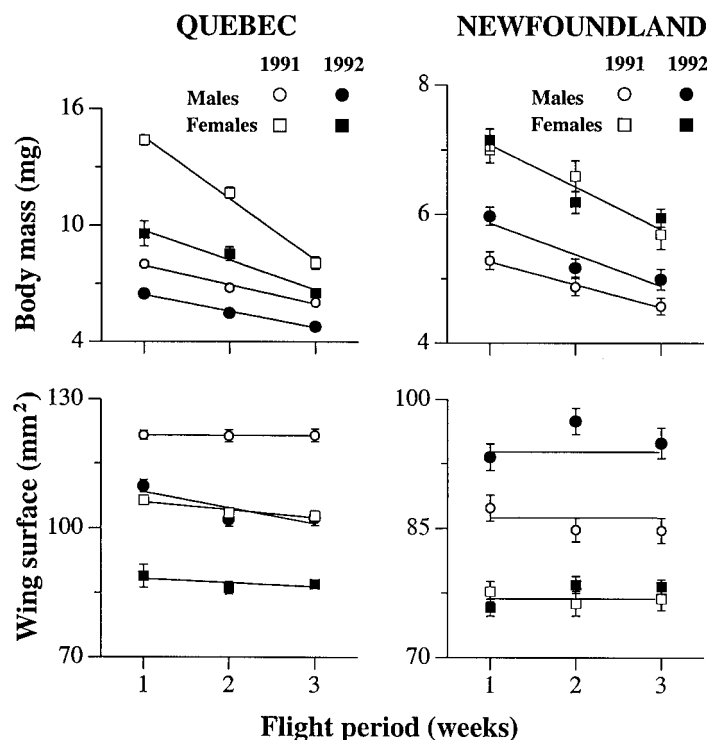 QUEBEC
NEWFOUNDLAND
1991 1992
Males
Females
1991 1992
Males
Females
Body mass (mg)
16
10
4
8
6
4
Wing surface (mm²)
130
100
70
100
85
70
1 2 3
1 2 3
Flight period (weeks)